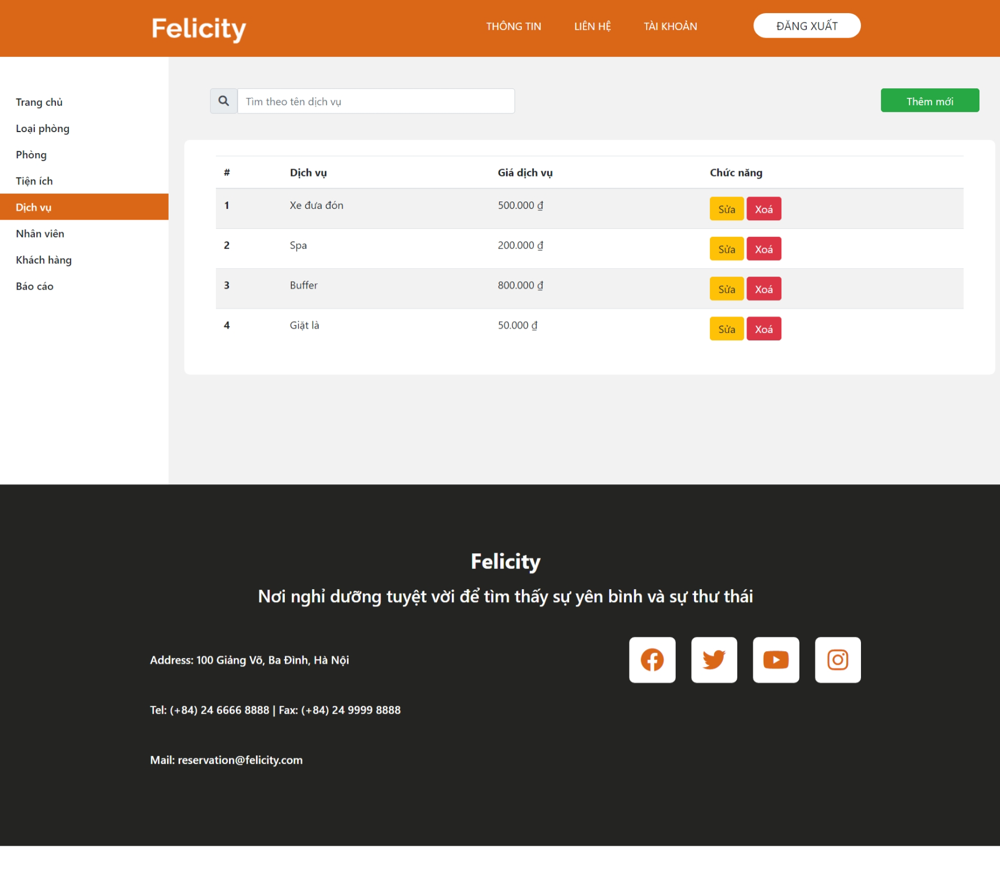 Felicity
THÔNG TIN LIÊN HỆ TÀI KHOẢN ĐĂNG XUẤT
Tìm theo tên dịch vụ
Thêm mới
Trang chủ
Loại phòng
Phòng
Tiện ích
Dịch vụ
Nhân viên
Khách hàng
Báo cáo
# Dịch vụ Giá dịch vụ Chức năng
1 Xe đưa đón 500.000 ₫ Sửa Xoá
2 Spa 200.000 ₫ Sửa Xoá
3 Buffer 800.000 ₫ Sửa Xoá
4 Giặt là 50.000 ₫ Sửa Xoá
Felicity
Nơi nghỉ dưỡng tuyệt vời để tìm thấy sự yên bình và sự thư thái
Address: 100 Giảng Võ, Ba Đình, Hà Nội
Tel: (+84) 24 6666 8888 | Fax: (+84) 24 9999 8888
Mail: reservation@felicity.com